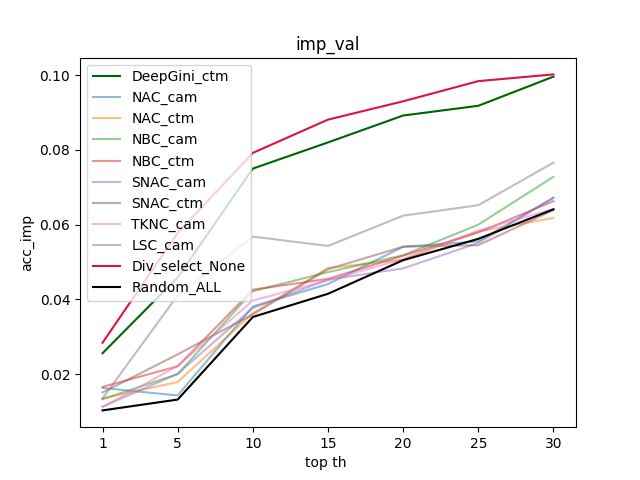 imp_val
acc_imp
0.10
0.08
0.06
0.04
0.02
DeepGini_ctm
NAC_cam
NAC_ctm
NBC_cam
NBC_ctm
SNAC_cam
SNAC_ctm
TKNC_cam
LSC_cam
Div_select_None
Random_ALL
1 5 10 15 20 25 30
top th